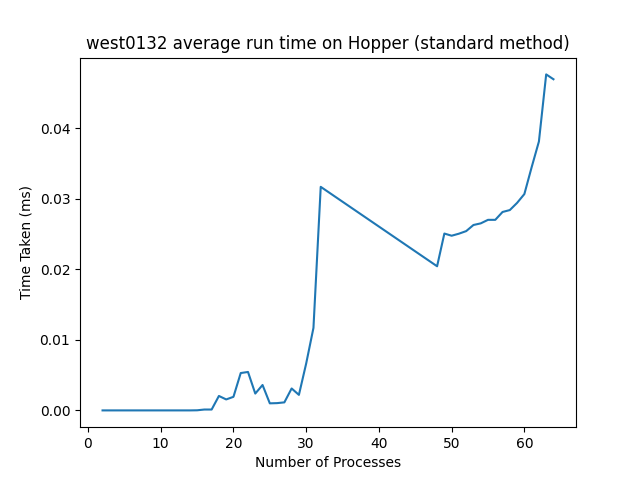 west0132 average run time on Hopper (standard method)
Time Taken (ms)
0.04
0.03
0.02
0.01
0.00
0 10 20 30 40 50 60
Number of Processes